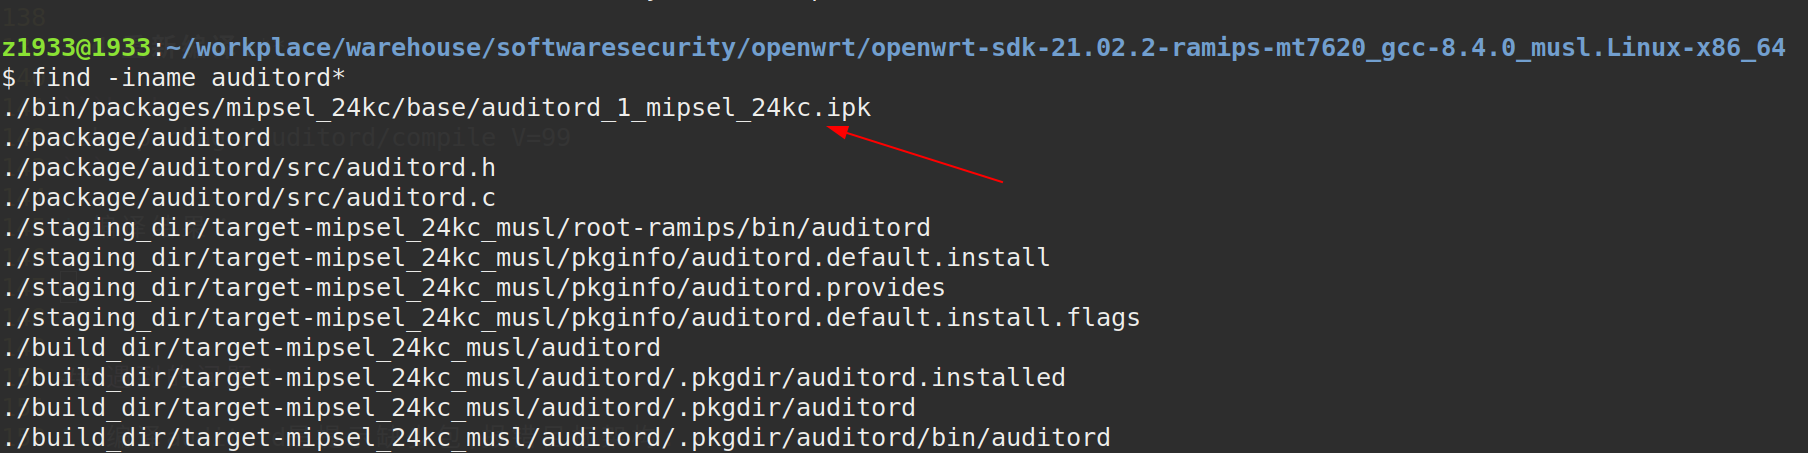 138
z1933@1933:~/workplace/warehouse/softwaresecurity/openwrt/openwrt-sdk-21.02.2-ramips-mt7620_gcc-8.4.0_musl.Linux-x86_64
$ find -iname auditord*
./bin/packages/mipsel_24kc/base/auditord_1_mipsel_24kc.ipk
./package/auditord
./package/auditord/src/auditord.h
./package/auditord/src/auditord.c
./staging_dir/target-mipsel_24kc_musl/root-ramips/bin/auditord
./staging_dir/target-mipsel_24kc_musl/pkginfo/auditord.default.install
./staging_dir/target-mipsel_24kc_musl/pkginfo/auditord.provides
./staging_dir/target-mipsel_24kc_musl/pkginfo/auditord.default.install.flags
./build_dir/target-mipsel_24kc_musl/auditord
./build_dir/target-mipsel_24kc_musl/auditord/.pkgdir/auditord.installed
./build_dir/target-mipsel_24kc_musl/auditord/.pkgdir/auditord
./build_dir/target-mipsel_24kc_musl/auditord/.pkgdir/auditord/bin/auditord